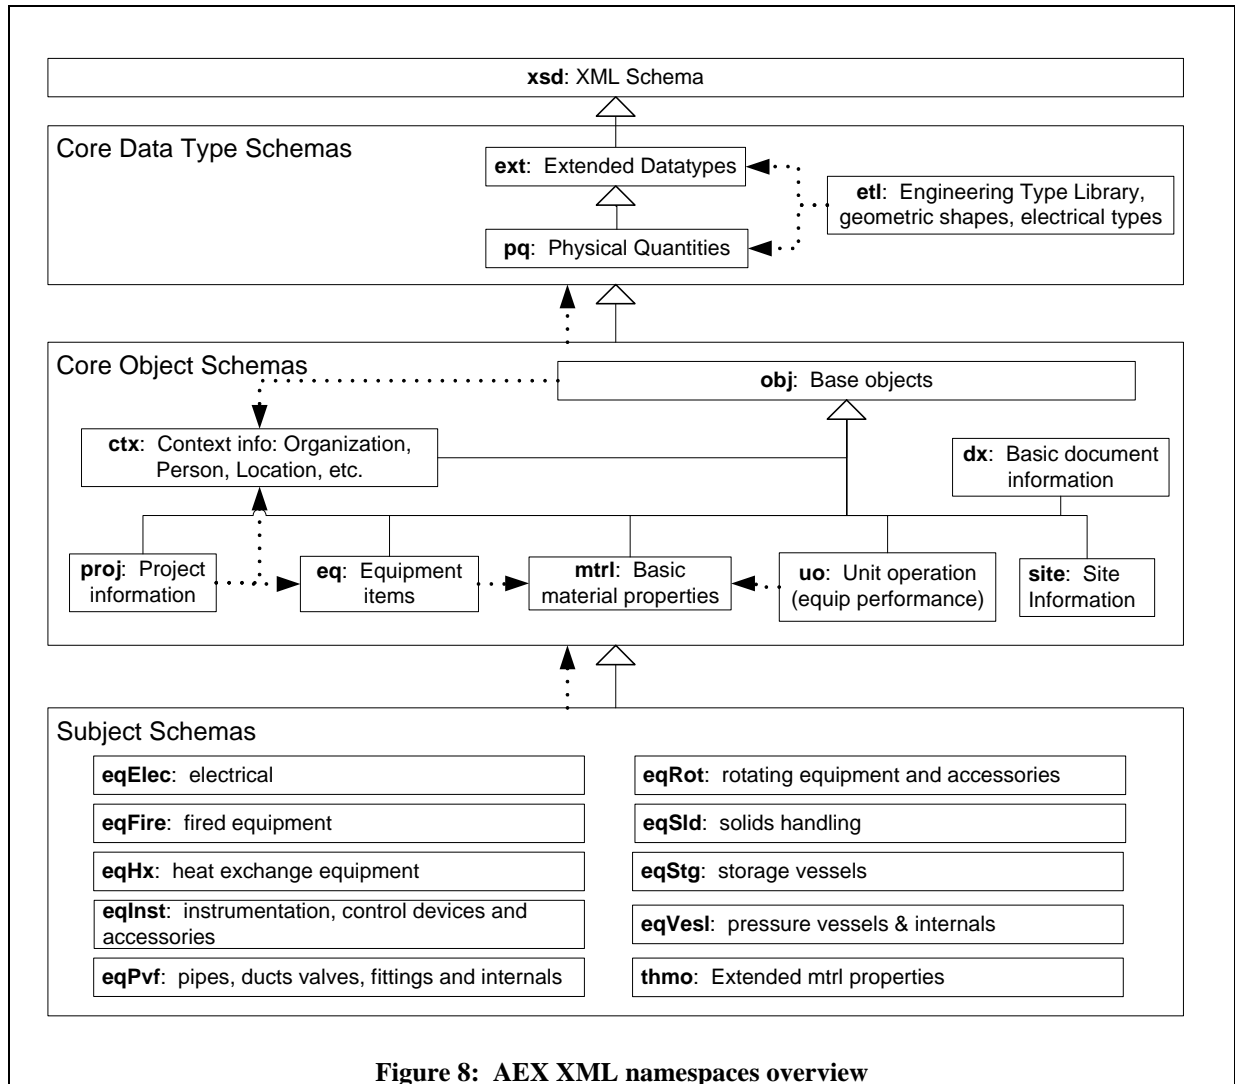 xsd: XML Schema
Core Data Type Schemas
ext:  Extended Datatypes
etl:  Engineering Type Library,
geometric shapes, electrical types
pq:  Physical Quantities
Core Object Schemas
obj:  Base objects
ctx:  Context info: Organization,
Person, Location, etc.
dx:  Basic document
information
proj:  Project
information
eq:  Equipment
items
mtrl:  Basic
material properties
uo:  Unit operation
(equip performance)
site:  Site
Information
Subject Schemas
eqElec:  electrical
eqFire:  fired equipment
eqHx:  heat exchange equipment
eqInst:  instrumentation, control devices and
accessories
eqPvf:  pipes, ducts valves, fittings and internals
eqRot:  rotating equipment and accessories
eqSld:  solids handling
eqStg:  storage vessels
eqVesl:  pressure vessels & internals
thmo:  Extended mtrl properties
Figure 8:  AEX XML namespaces overview